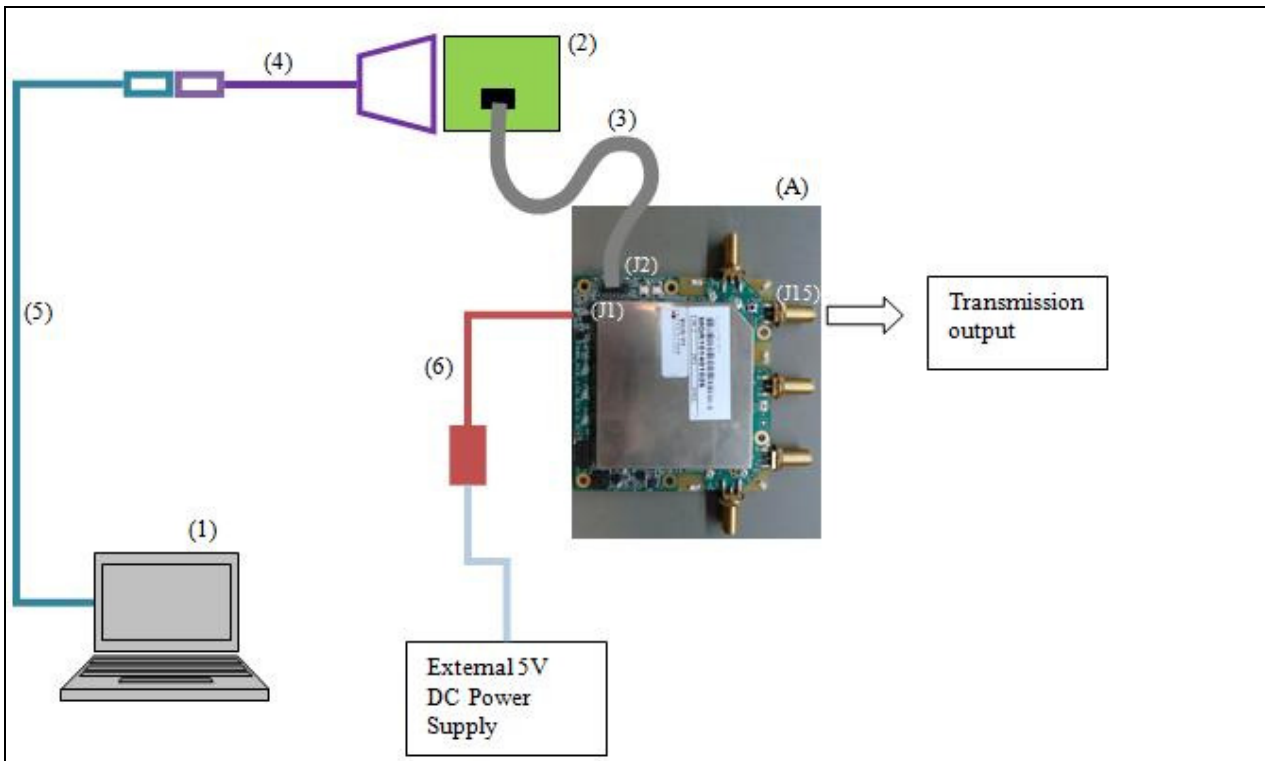 (2)
(4)
(3)
(A)
(J2)
(J15)
(J1)
Transmission
output
(5)
(6)
(1)
External 5V
DC Power
Supply